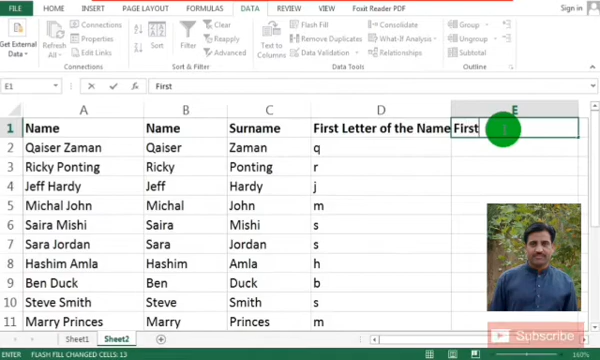 Sign in
FILE HOME INSERT PAGE LAYOUT FORMULAS DATA REVIEW VIEW Foxit Reader PDF
Get External Data
Refresh All
Connections
Properties
Edit Links
Connections
Sort
Filter
Clear
Reapply
Advanced
Sort & Filter
Text to Columns
Flash Fill
Remove Duplicates
Data Validation
Consolidate
What-If Analysis
Relationships
Data Tools
Group
Ungroup
Subtotal
Outline
E1 First
A B C D E
1 Name Name Surname First Letter of the Name First
2 Qaiser Zaman Qaiser Zaman q
3 Ricky Ponting Ricky Ponting r
4 Jeff Hardy Jeff Hardy j
5 Michal John Michal John m
6 Saira Mishi Saira Mishi s
7 Sara Jordan Sara Jordan s
8 Hashim Amla Hashim Amla h
9 Ben Duck Ben Duck b
10 Steve Smith Steve Smith s
11 Marry Princes Marry Princes m
Subscribe
Sheet1 Sheet2
ENTER FLASH FILL CHANGED CELLS: 13 160%